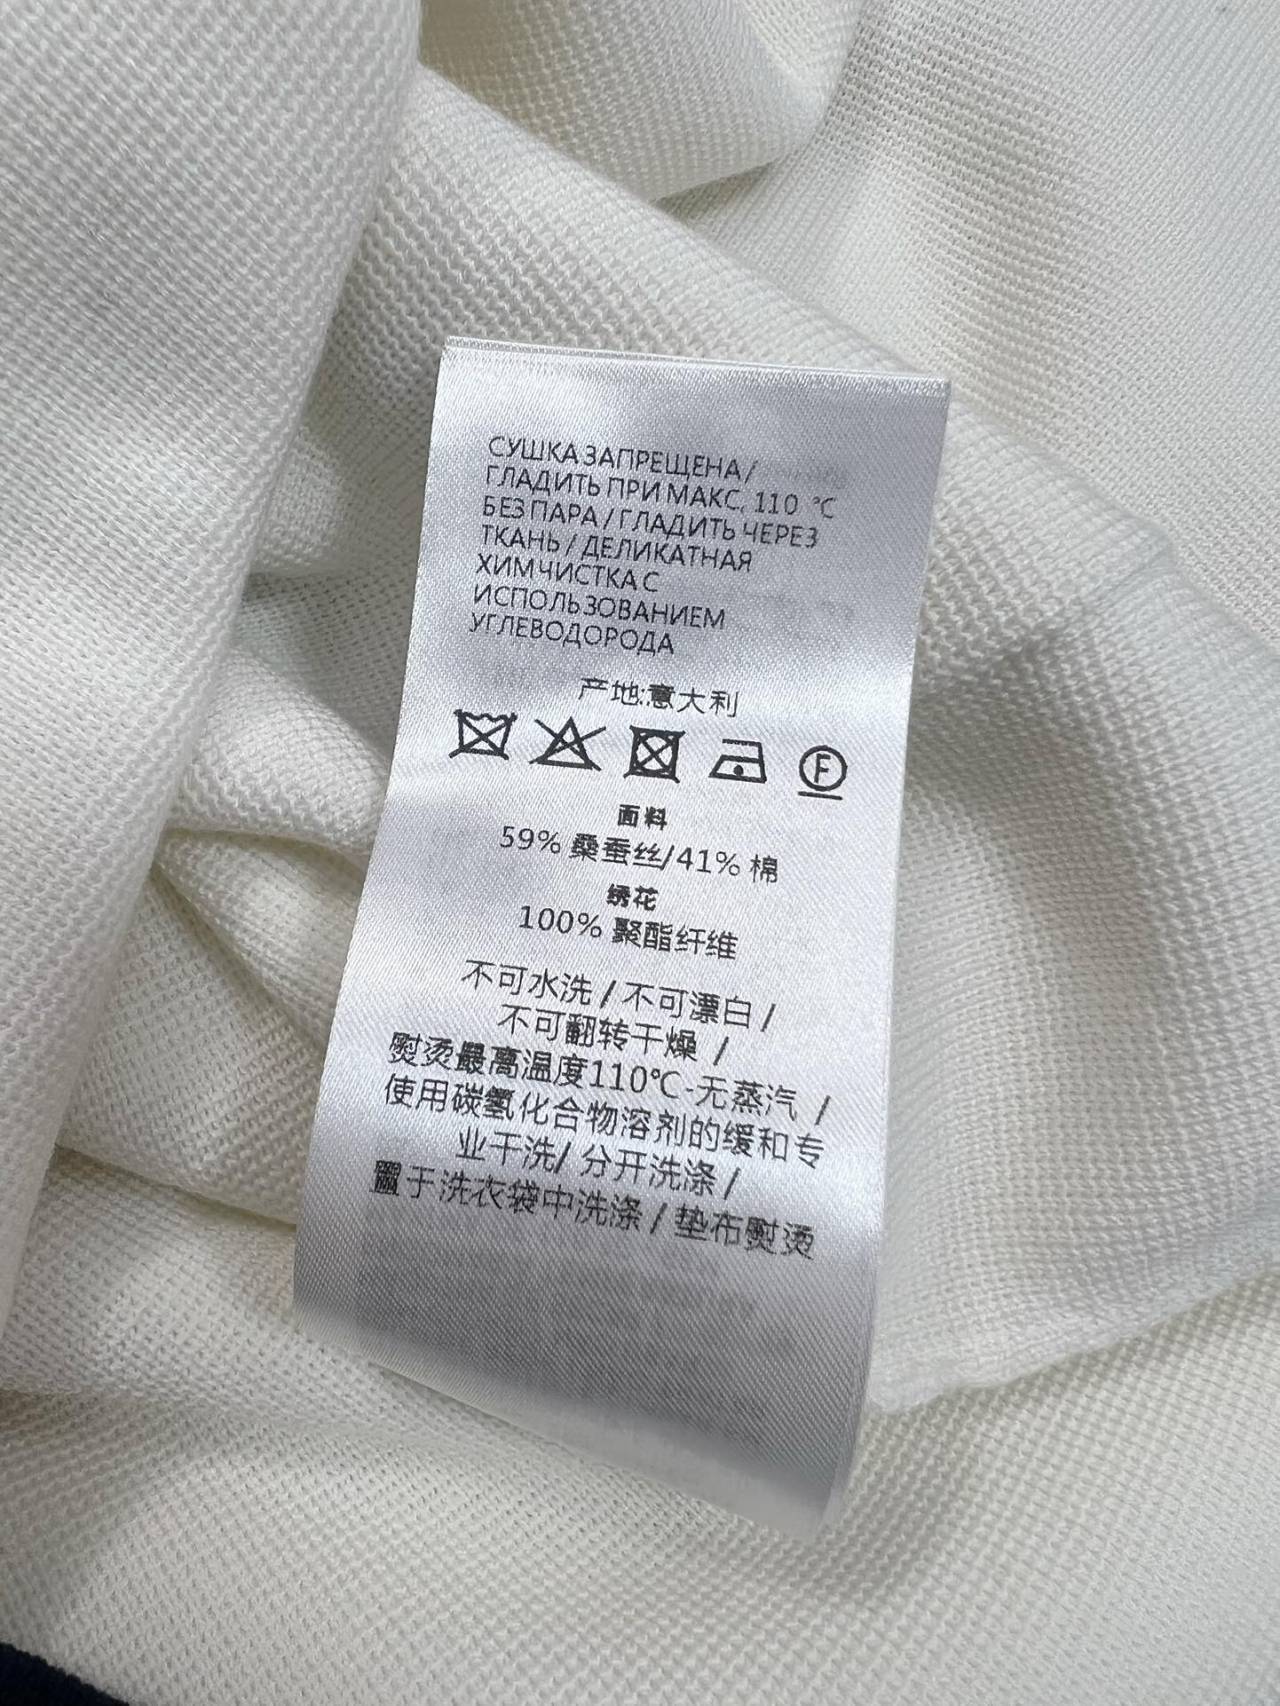 СУШКА ЗАПРЕЩЕНА /
ГЛАДИТЬ ПРИ МАКС. 110 °C
БЕЗ ПАРА / ГЛАДИТЬ ЧЕРЕЗ
ТКАНЬ / ДЕЛИКАТНАЯ
ХИМЧИСТКА С
ИСПОЛЬЗОВАНИЕМ
УГЛЕВОДОРОДА
产地:意大利
F
面料
59% 桑蚕丝/41% 棉
绣花
100% 聚酯纤维
不可水洗 / 不可漂白 /
不可翻转干燥 /
熨烫最高温度110℃-无蒸汽 /
使用碳氢化合物溶剂的缓和专
业干洗/ 分开洗涤 /
置于洗衣袋中洗涤 / 垫布熨烫